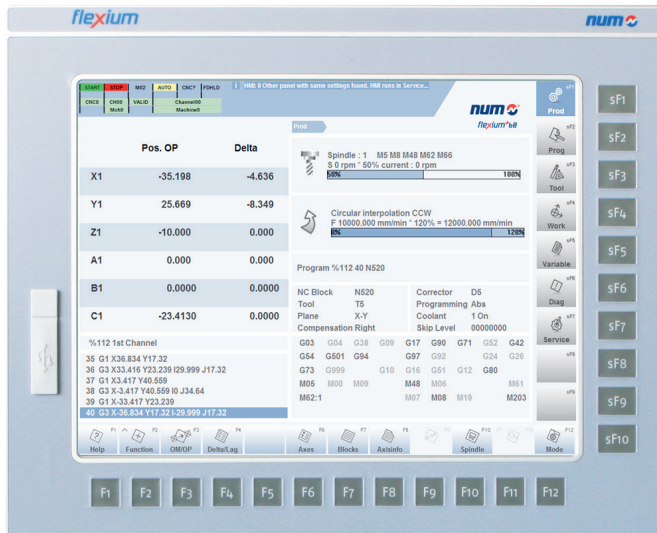 flexium
num
START STOP M02 AUTO CNC? FDHLD
i HMI: 8 Other panel with same settings found. HMI runs in Service...
CNC0 CH00 VALID Channel00
Mch0 Machine0
num
flexium+68
Prod
Pos. OP Delta
X1 -35.198 -4.636
Y1 25.669 -8.349
Z1 -10.000 0.000
A1 0.000 0.000
B1 0.0000 0.0000
C1 -23.4130 0.0000
%112 1st Channel
35 G1 X36.834 Y17.32
36 G3 X33.416 Y23.239 I29.999 J17.32
37 G1 X3.417 Y40.559
38 G3 X-3.417 Y40.559 I0 J34.64
39 G1 X-33.417 Y23.239
40 G3 X-36.834 Y17.32 I-29.999 J17.32
Spindle : 1 M5 M8 M48 M62 M66
S 0 rpm * 50% current : 0 rpm
50% 100%
Circular interpolation CCW
F 10000.000 mm/min * 120% = 12000.000 mm/min
0% 120%
Program %112 40 N520
NC Block N520 Corrector D5
Tool T5 Programming Abs
Plane X-Y Coolant 1 On
Compensation Right Skip Level 00000000
G03 G04 G38 G09 G17 G90 G71 G52 G42
G54 G501 G94 G97 G92 G24 G26
G73 G999 G10 G16 G51 G12 G80
M05 M00 M09 M48 M06 M61
M62:1 M07 M08 M19 M203
sF1
Prod
sF2
Prog
sF3
Tool
sF4
Work
sF5
Variable
sF6
Diag
sF7
Service
sF8
sF9
F1 F2 F3 F4 F6 F7 F8 F9 F10 F11 F12
Help Function OM/OP Delta/Lag Axes Blocks Axisinfo Spindle Mode
sF1
sF2
sF3
sF4
sF5
sF6
sF7
sF8
sF9
sF10
F1 F2 F3 F4 F5 F6 F7 F8 F9 F10 F11 F12